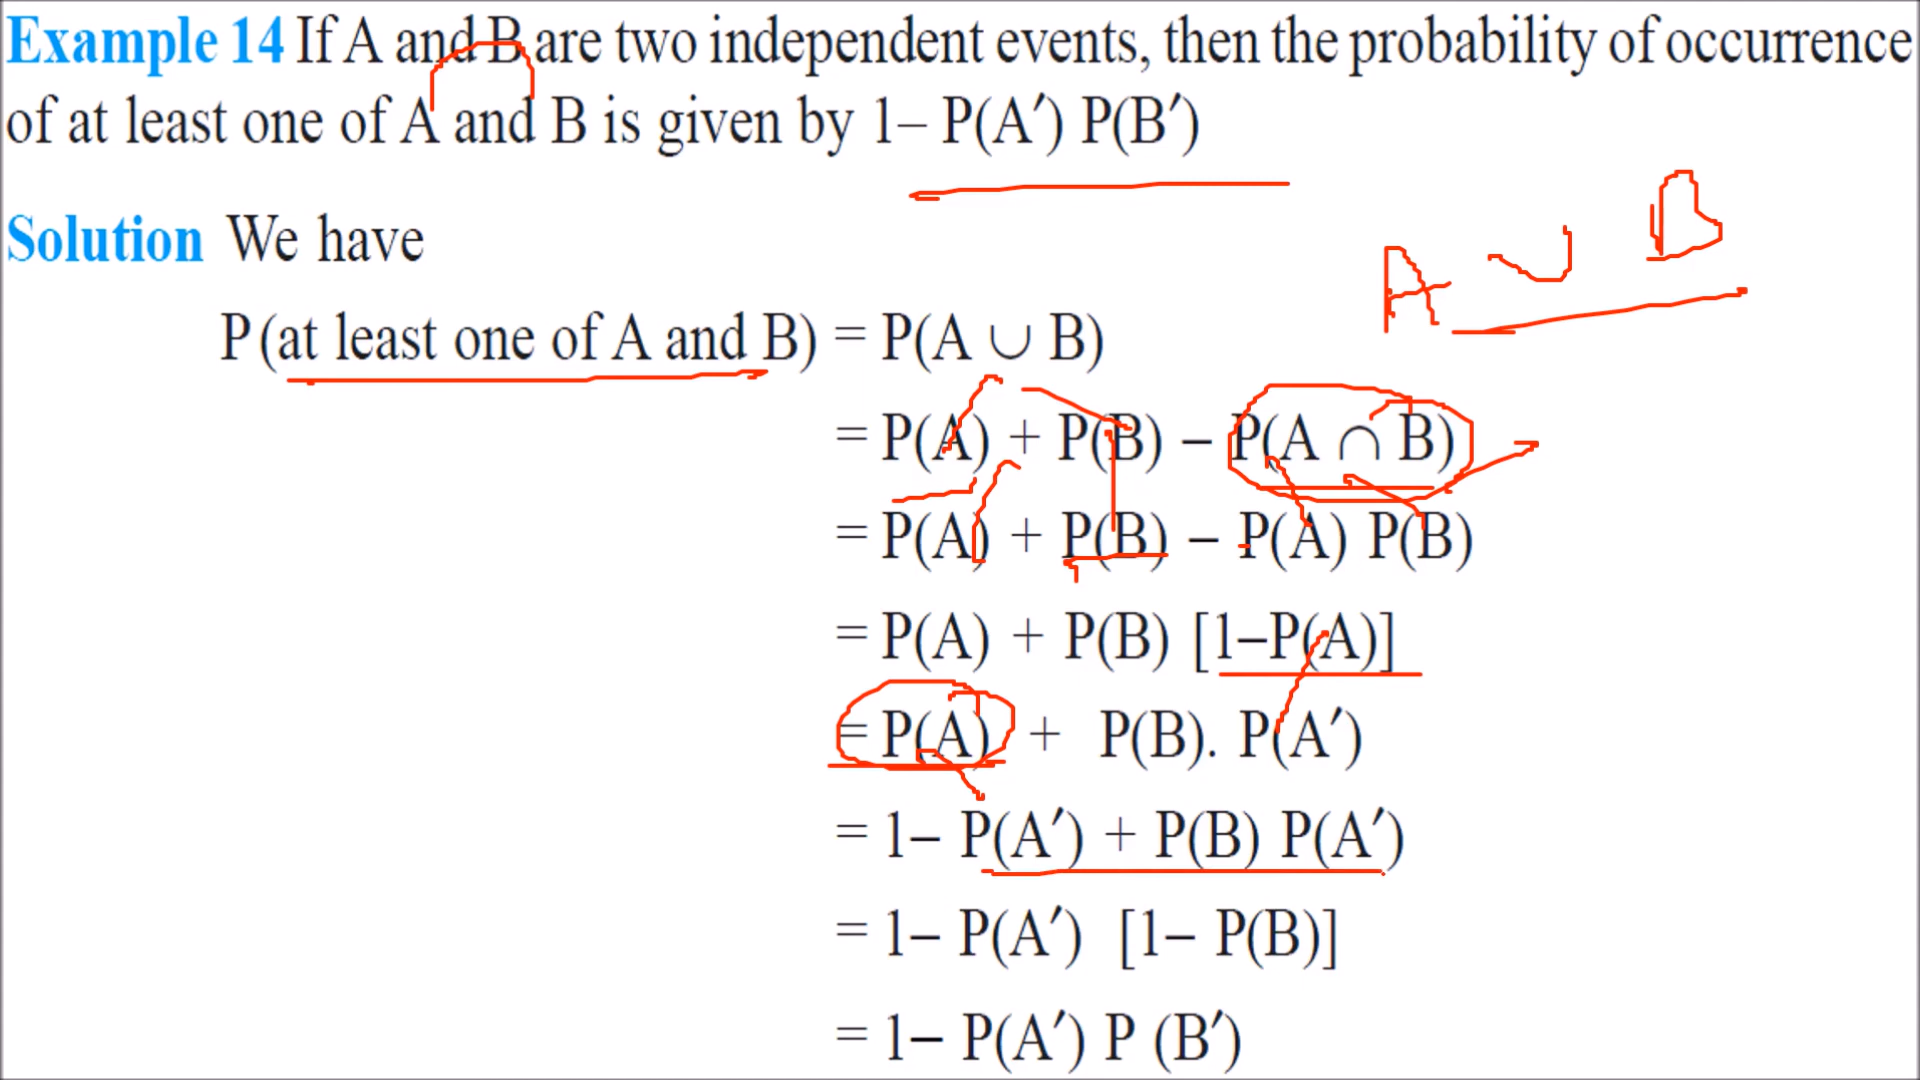 Example 14 If A and B are two independent events, then the probability of occurrence
of at least one of A and B is given by 1– P(A′) P(B′)
Solution We have
A ∪ B
P(at least one of A and B) = P(A ∪ B)
= P(A) + P(B) − P(A ∩ B)
= P(A) + P(B) − P(A) P(B)
= P(A) + P(B) [1–P(A)]
= P(A) + P(B). P(A′)
= 1– P(A′) + P(B) P(A′)
= 1– P(A′) [1– P(B)]
= 1– P(A′) P (B′)